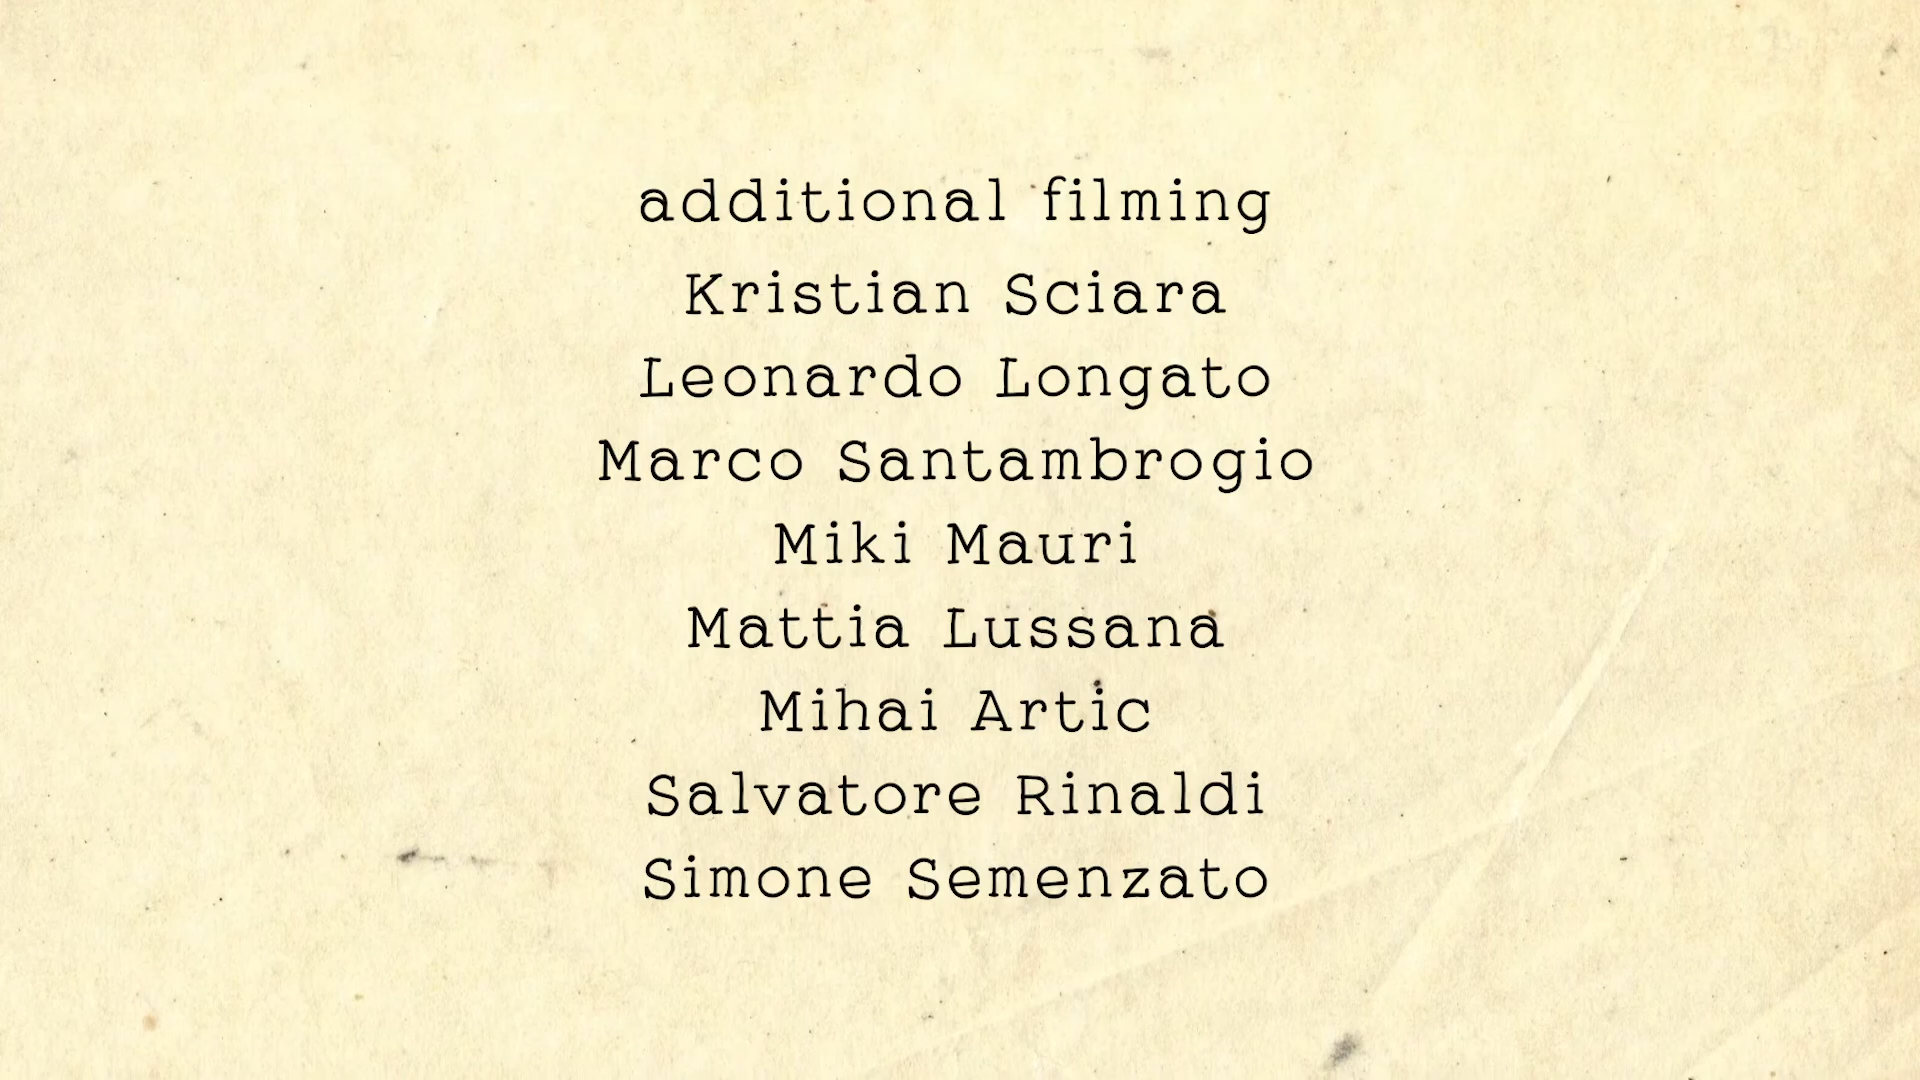 additional filming
Kristian Sciara
Leonardo Longato
Marco Santambrogio
Miki Mauri
Mattia Lussana
Mihai Artic
Salvatore Rinaldi
Simone Semenzato